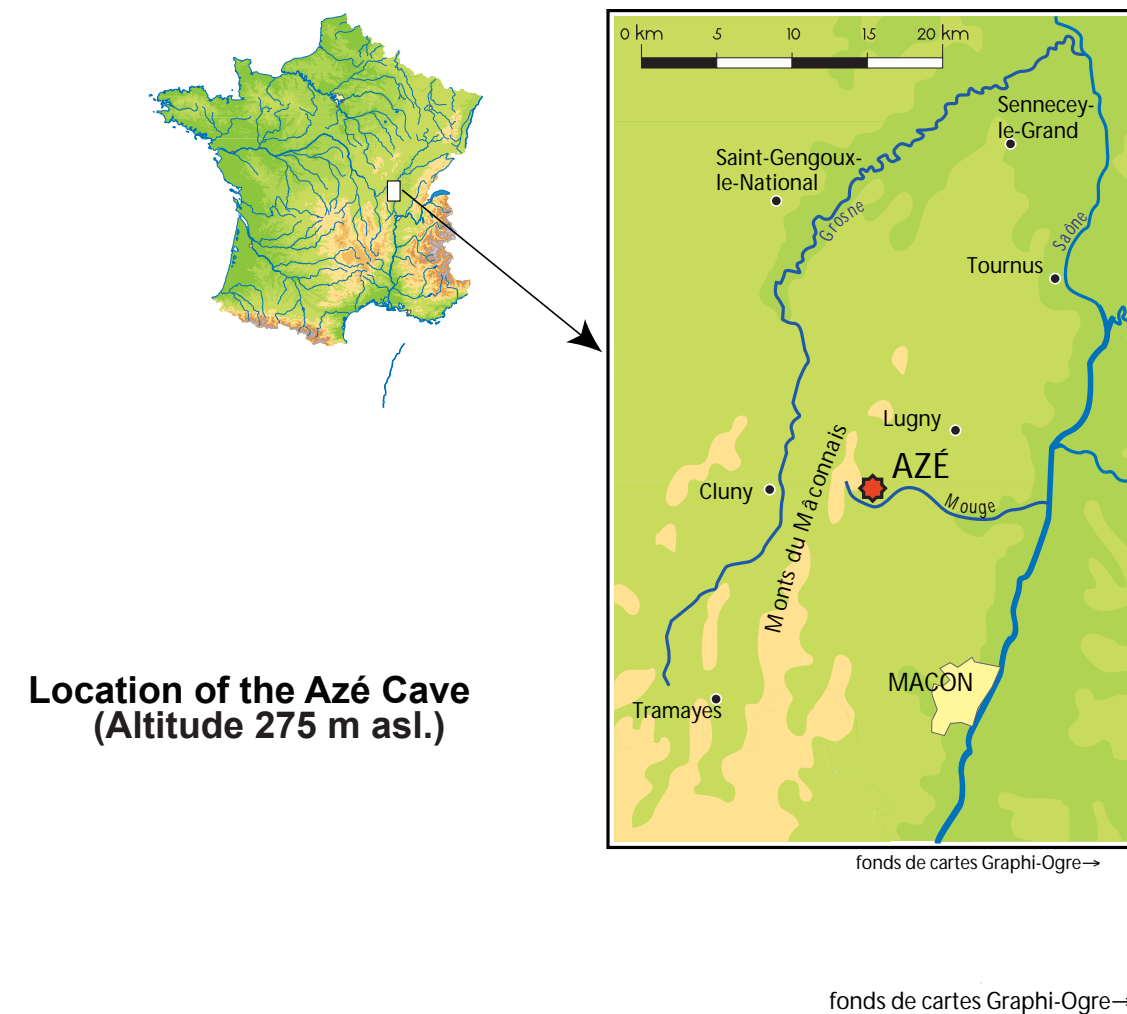 0 km 5 10 15 20 km
Sennecey-
le-Grand
Saint-Gengoux-
le-National
Grosne
Saône
Tournus
Lugny
AZÉ
Cluny
Mouge
Monts du Mâconnais
MACON
Tramayes
Location of the Azé Cave
(Altitude 275 m asl.)
fonds de cartes Graphi-Ogre→
fonds de cartes Graphi-Ogre→